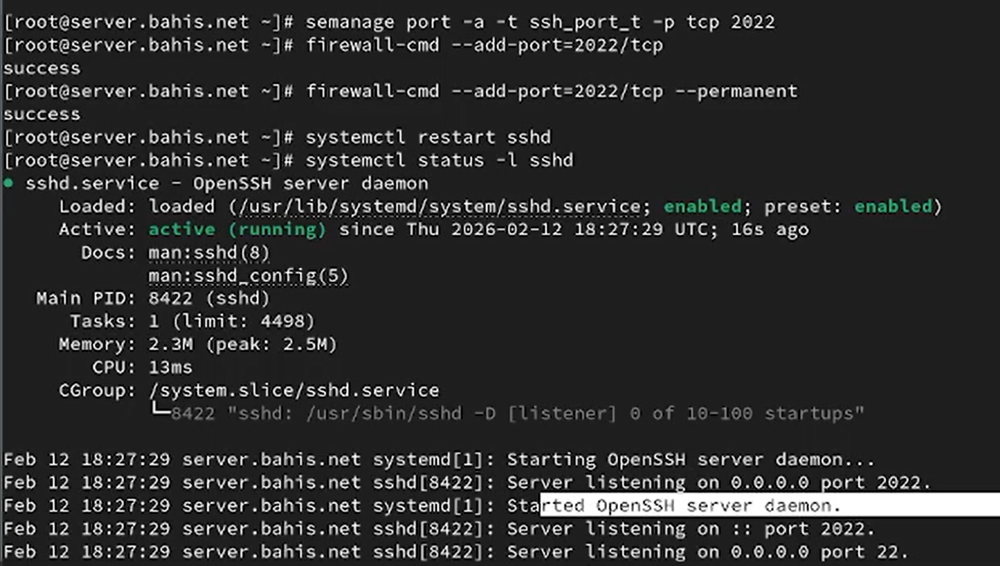 [root@server.bahis.net ~]# semanage port -a -t ssh_port_t -p tcp 2022
[root@server.bahis.net ~]# firewall-cmd --add-port=2022/tcp
success
[root@server.bahis.net ~]# firewall-cmd --add-port=2022/tcp --permanent
success
[root@server.bahis.net ~]# systemctl restart sshd
[root@server.bahis.net ~]# systemctl status -l sshd
● sshd.service - OpenSSH server daemon
Loaded: loaded (/usr/lib/systemd/system/sshd.service; enabled; preset: enabled)
Active: active (running) since Thu 2026-02-12 18:27:29 UTC; 16s ago
Docs: man:sshd(8)
man:sshd_config(5)
Main PID: 8422 (sshd)
Tasks: 1 (limit: 4498)
Memory: 2.3M (peak: 2.5M)
CPU: 13ms
CGroup: /system.slice/sshd.service
└─8422 "sshd: /usr/sbin/sshd -D [listener] 0 of 10-100 startups"
Feb 12 18:27:29 server.bahis.net systemd[1]: Starting OpenSSH server daemon...
Feb 12 18:27:29 server.bahis.net sshd[8422]: Server listening on 0.0.0.0 port 2022.
Feb 12 18:27:29 server.bahis.net systemd[1]: Started OpenSSH server daemon.
Feb 12 18:27:29 server.bahis.net sshd[8422]: Server listening on :: port 2022.
Feb 12 18:27:29 server.bahis.net sshd[8422]: Server listening on 0.0.0.0 port 22.